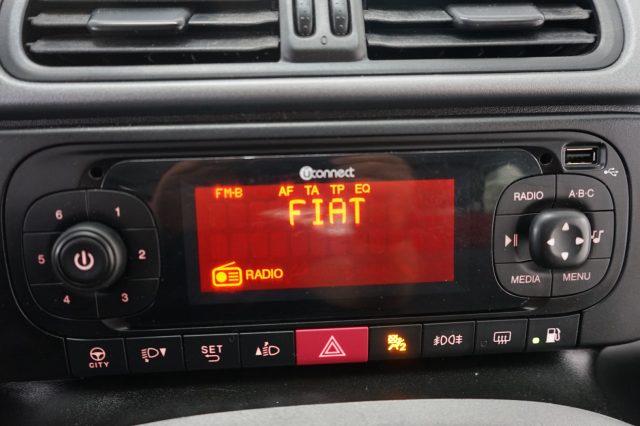 Uconnect
FM-B AF TA TP EQ
FIAT
RADIO
6 1
5 2
4 3
RADIO A·B·C
MEDIA MENU
CITY
SET
2